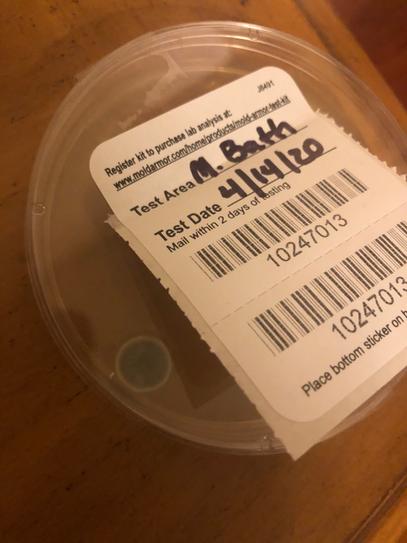 J8491
Register kit to purchase lab analysis at:
www.moldarmor.com/home/products/mold-armor-test-kit
Test Area M. Bath
Test Date 4/14/20
Mail within 2 days of testing
10247013
10247013
Place bottom sticker on